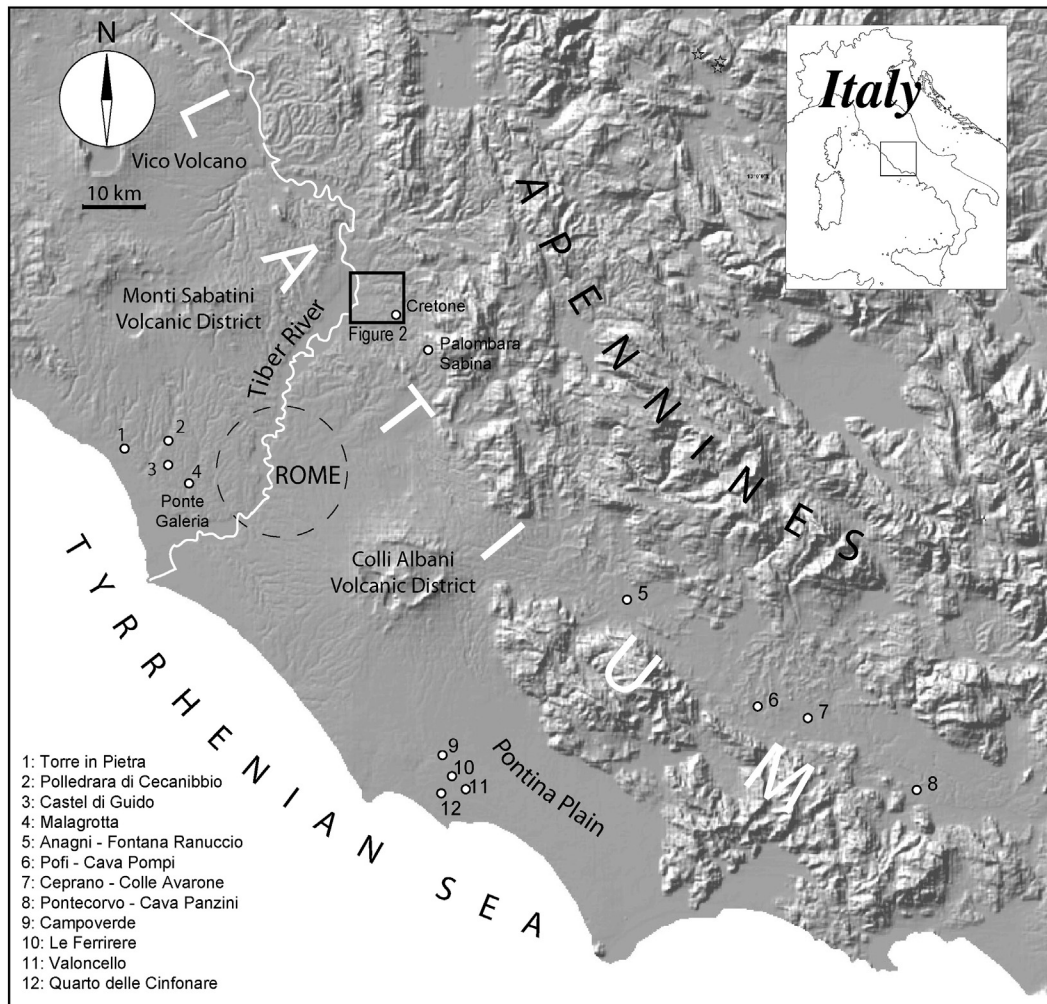 N
Italy
Vico Volcano
10 km
LATIUM
APENNINES
Monti Sabatini
Volcanic District
Tiber River
Cretone
Figure 2
Palombara
Sabina
1
2
3
4
Ponte
Galeria
ROME
Colli Albani
Volcanic District
TYRRHENIAN SEA
5
6
7
8
9
10
11
12
Pontina Plain
1: Torre in Pietra
2: Polledrara di Cecanibbio
3: Castel di Guido
4: Malagrotta
5: Anagni - Fontana Ranuccio
6: Pofi - Cava Pompi
7: Ceprano - Colle Avarone
8: Pontecorvo - Cava Panzini
9: Campoverde
10: Le Ferrirere
11: Valoncello
12: Quarto delle Cinfonare